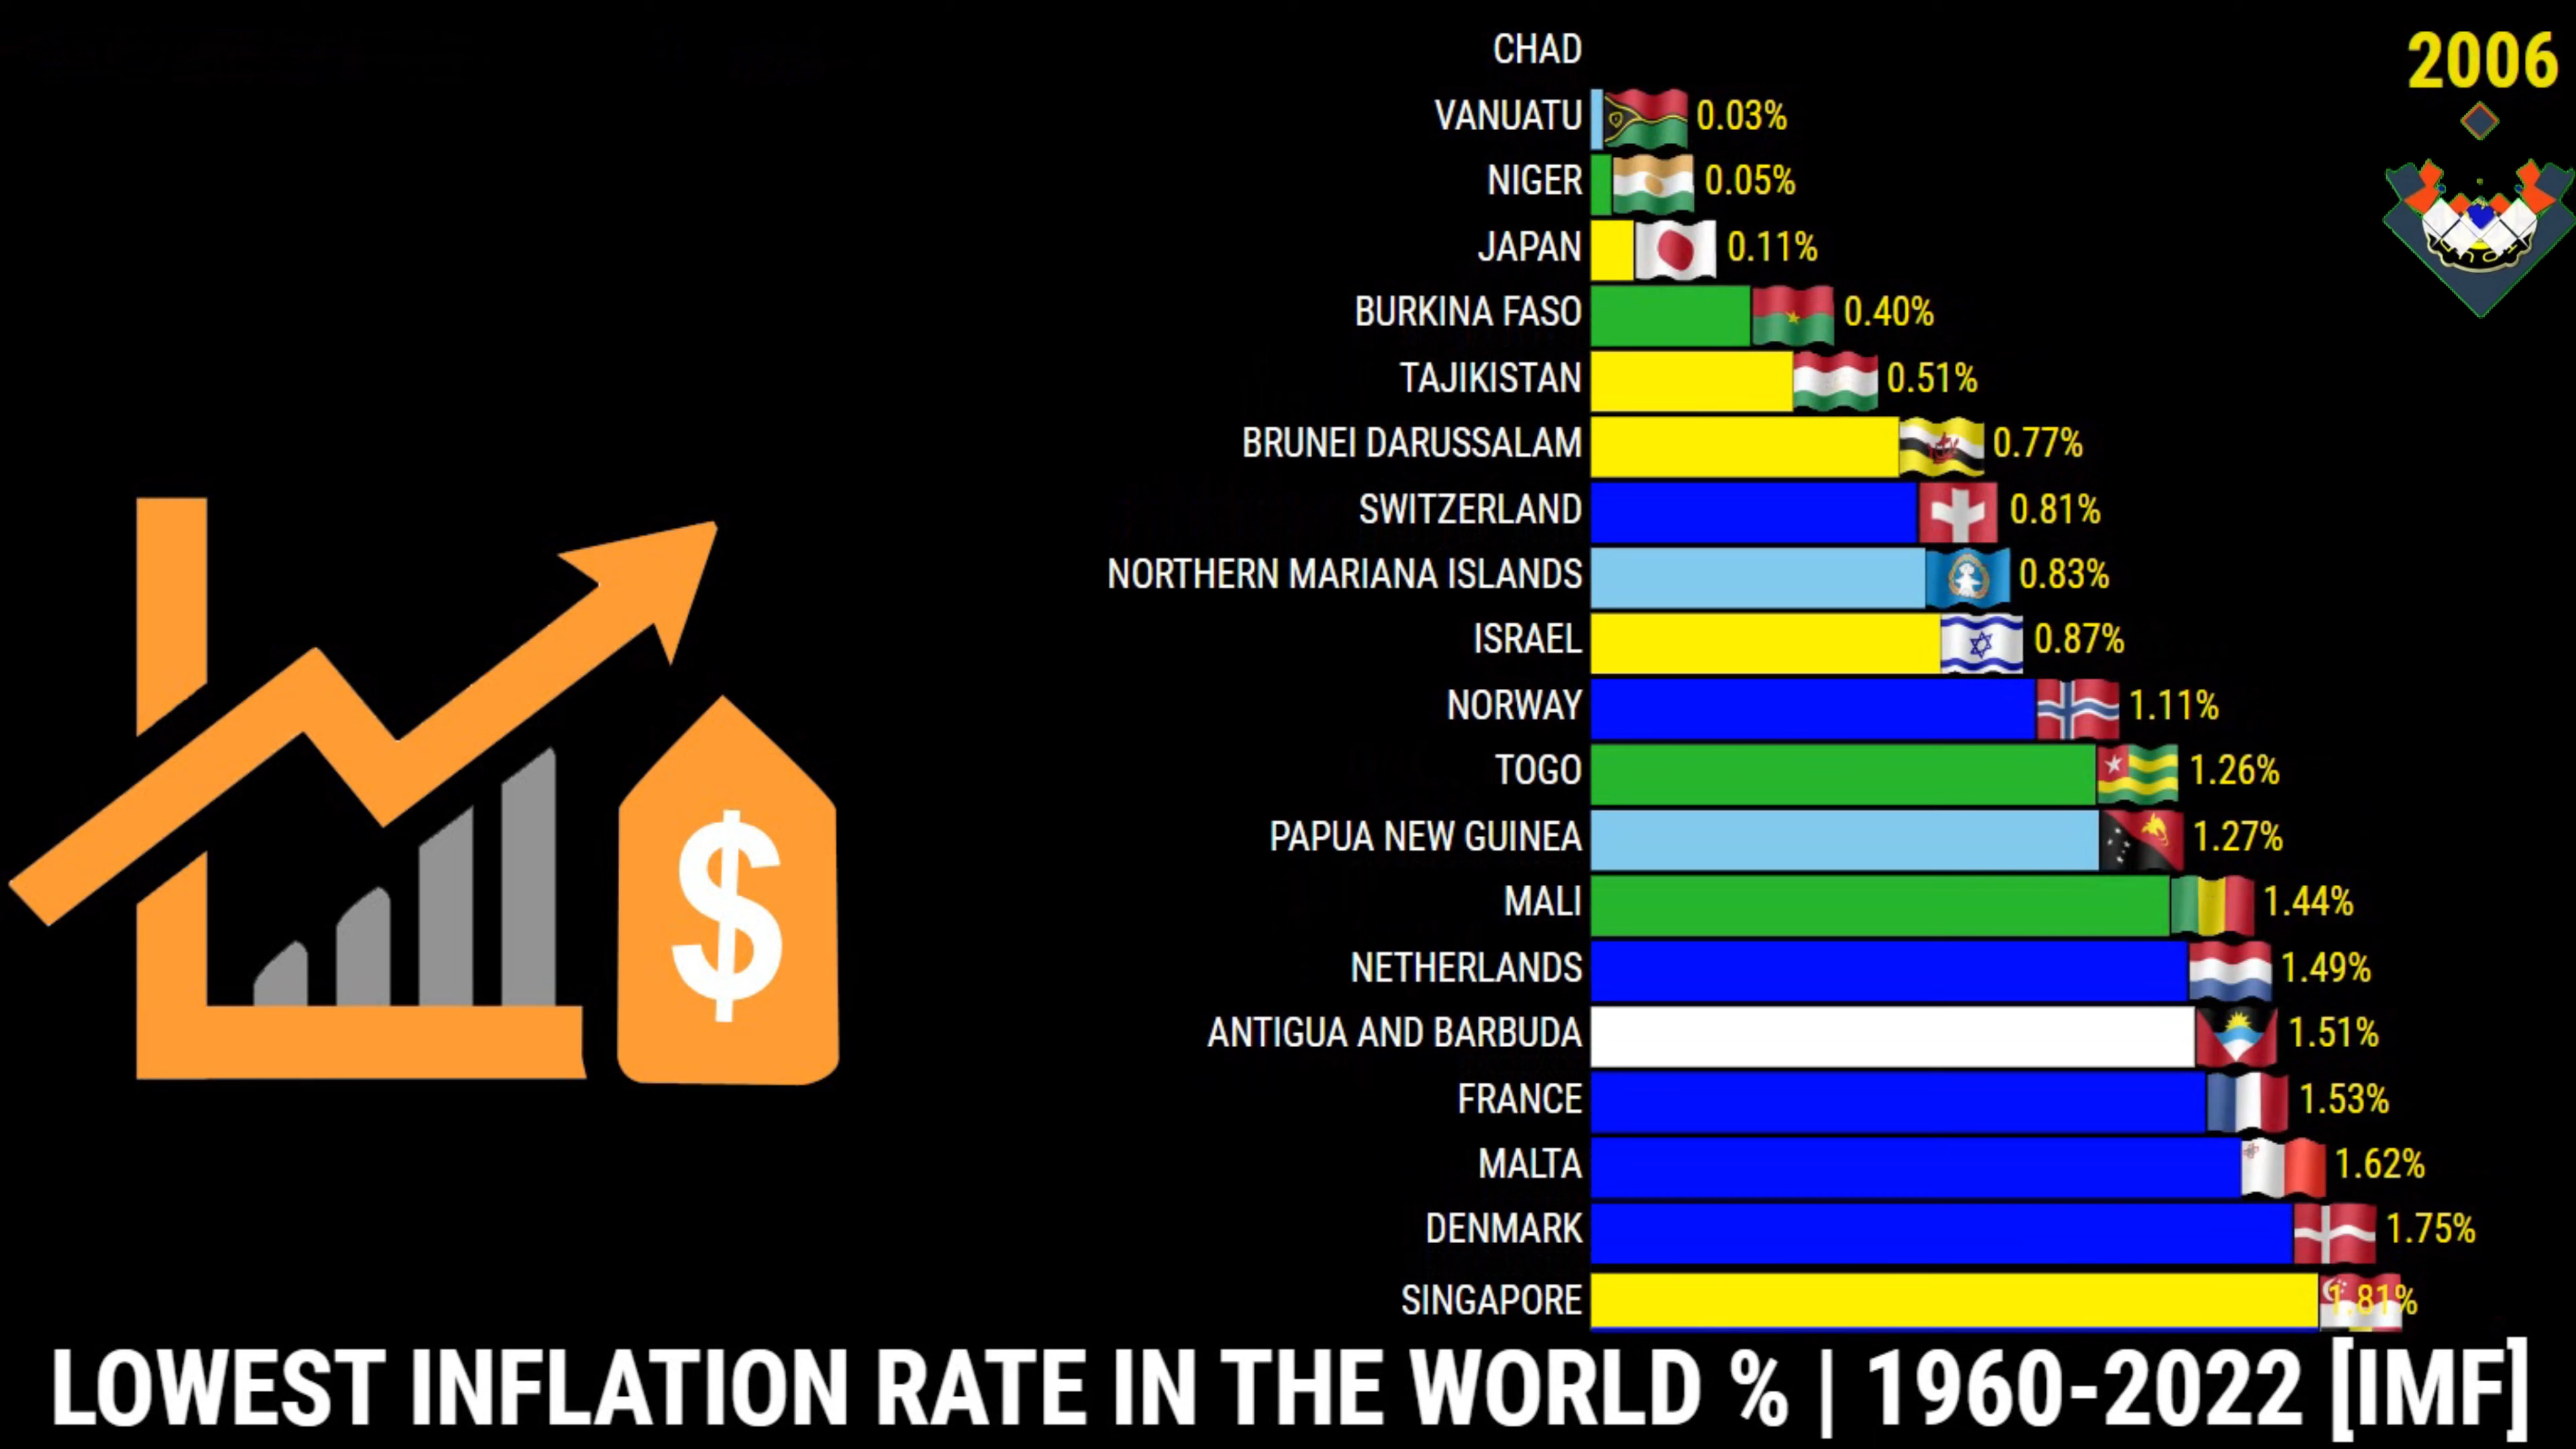 CHAD
2006
VANUATU 0.03%
NIGER 0.05%
JAPAN 0.11%
BURKINA FASO 0.40%
TAJIKISTAN 0.51%
BRUNEI DARUSSALAM 0.77%
SWITZERLAND 0.81%
NORTHERN MARIANA ISLANDS 0.83%
ISRAEL 0.87%
NORWAY 1.11%
TOGO 1.26%
PAPUA NEW GUINEA 1.27%
MALI 1.44%
NETHERLANDS 1.49%
$
ANTIGUA AND BARBUDA 1.51%
FRANCE 1.53%
MALTA 1.62%
DENMARK 1.75%
SINGAPORE 1.81%
LOWEST INFLATION RATE IN THE WORLD % | 1960-2022 [IMF]